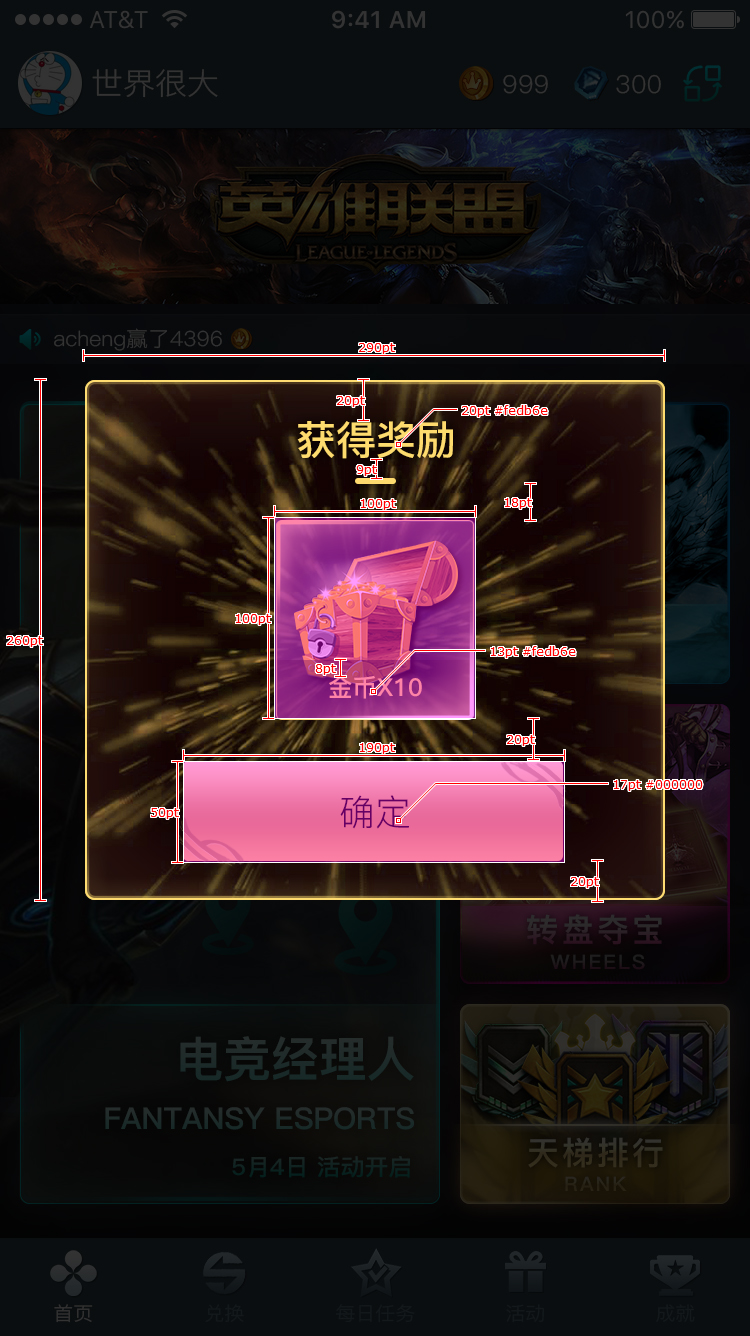 AT&T 9:41 AM 100%
世界很大 999 300
英雄联盟
LEAGUE OF LEGENDS
acheng赢了4396
290pt
20pt
20pt #fedb6e
获得奖励
9pt
100pt
18pt
100pt
260pt
13pt #fedb6e
8pt
金币X10
20pt
190pt
50pt
17pt #000000
确定
20pt
转盘夺宝
WHEELS
电竞经理人
FANTANSY ESPORTS
5月4日 活动开启
天梯排行
RANK
首页 兑换 每日任务 活动 成就